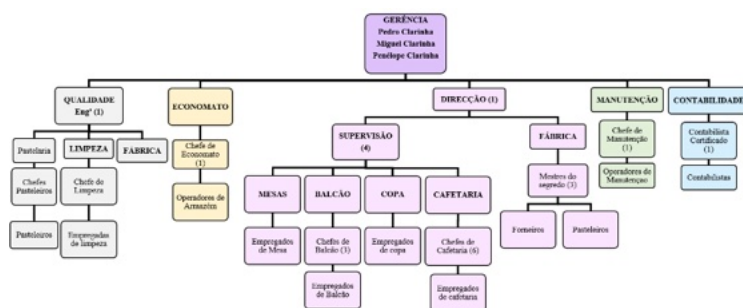 GERÊNCIA
Pedro Clarinha
Miguel Clarinha
Penélope Clarinha
QUALIDADE
Engª (1)
ECONOMATO
DIRECÇÃO (1)
MANUTENÇÃO
CONTABILIDADE
Pastelaria
LIMPEZA
FÁBRICA
Chefe de
Economato
(1)
SUPERVISÃO
(4)
FÁBRICA
Chefe de
Manutenção
(1)
Contabilista
Certificado
(1)
Chefes
Pasteleiros
Chefe de
Limpeza
Operadores de
Armazém
MESAS
BALCÃO
COPA
CAFETARIA
Mestres do
segredo (3)
Operadores de
Manutenção
Contabilistas
Pasteleiros
Empregadas
de limpeza
Empregados
de Mesa
Chefes de
Balcão (3)
Empregados
de copa
Chefes de
Cafetaria (6)
Forneiros
Pasteleiros
Empregados
de Balcão
Empregados
de cafetaria